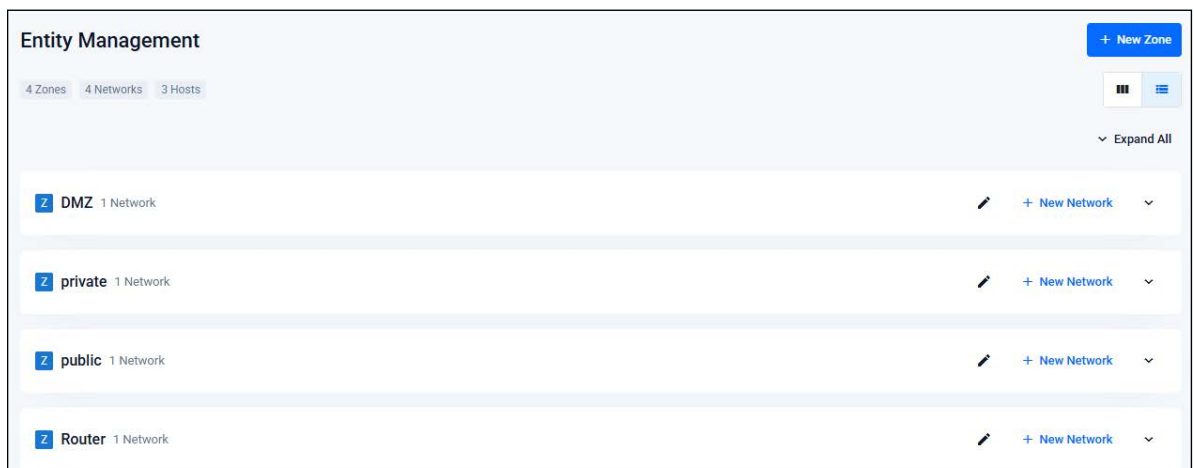 Entity Management
+ New Zone
4 Zones 4 Networks 3 Hosts
Expand All
Z DMZ 1 Network + New Network
Z private 1 Network + New Network
Z public 1 Network + New Network
Z Router 1 Network + New Network